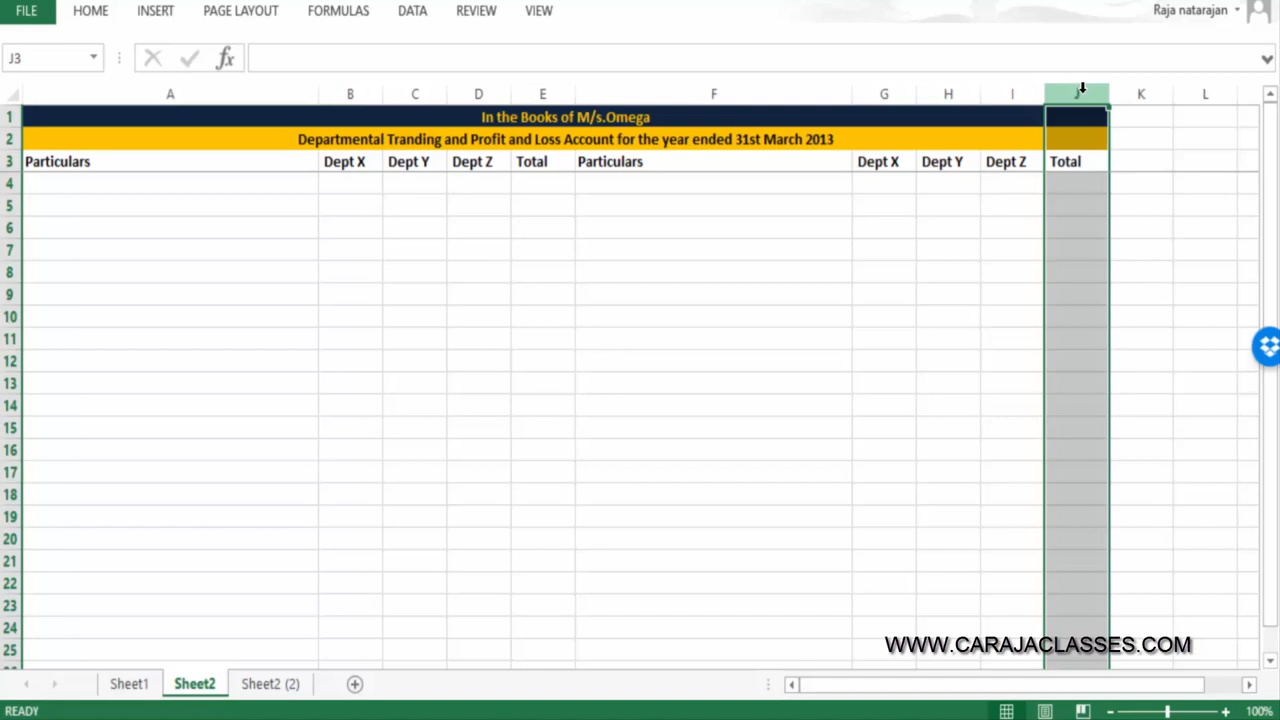 FILE HOME INSERT PAGE LAYOUT FORMULAS DATA REVIEW VIEW Raja natarajan
J3 fx
A B C D E F G H I J K L
1 In the Books of M/s.Omega
2 Departmental Tranding and Profit and Loss Account for the year ended 31st March 2013
3 Particulars Dept X Dept Y Dept Z Total Particulars Dept X Dept Y Dept Z Total
4
5
6
7
8
9
10
11
12
13
14
15
16
17
18
19
20
21
22
23
24
25
WWW.CARAJACLASSES.COM
Sheet1 Sheet2 Sheet2 (2)
READY 100%